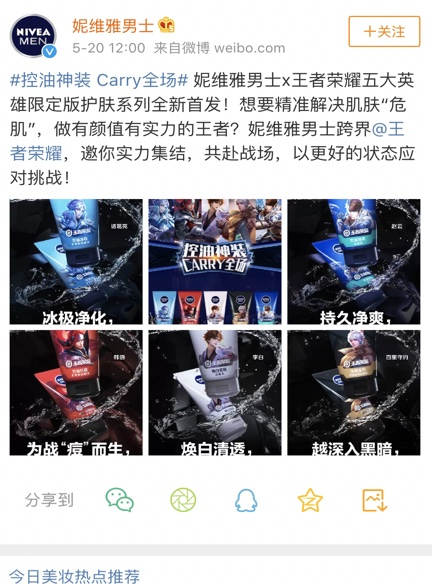 NIVEA
MEN
妮维雅男士
5-20 12:00 来自微博 weibo.com
+关注
#控油神装 Carry全场# 妮维雅男士x王者荣耀五大英
雄限定版护肤系列全新首发！想要精准解决肌肤“危
肌”，做有颜值有实力的王者？妮维雅男士跨界@王
者荣耀，邀你实力集结，共赴战场，以更好的状态应
对挑战！
诸葛亮
冰极净化，
控油神装
CARRY全场
赵云
持久净爽，
韩信
为战“痘”而生，
李白
焕白清透，
百里守约
越深入黑暗，
分享到
今日美妆热点推荐